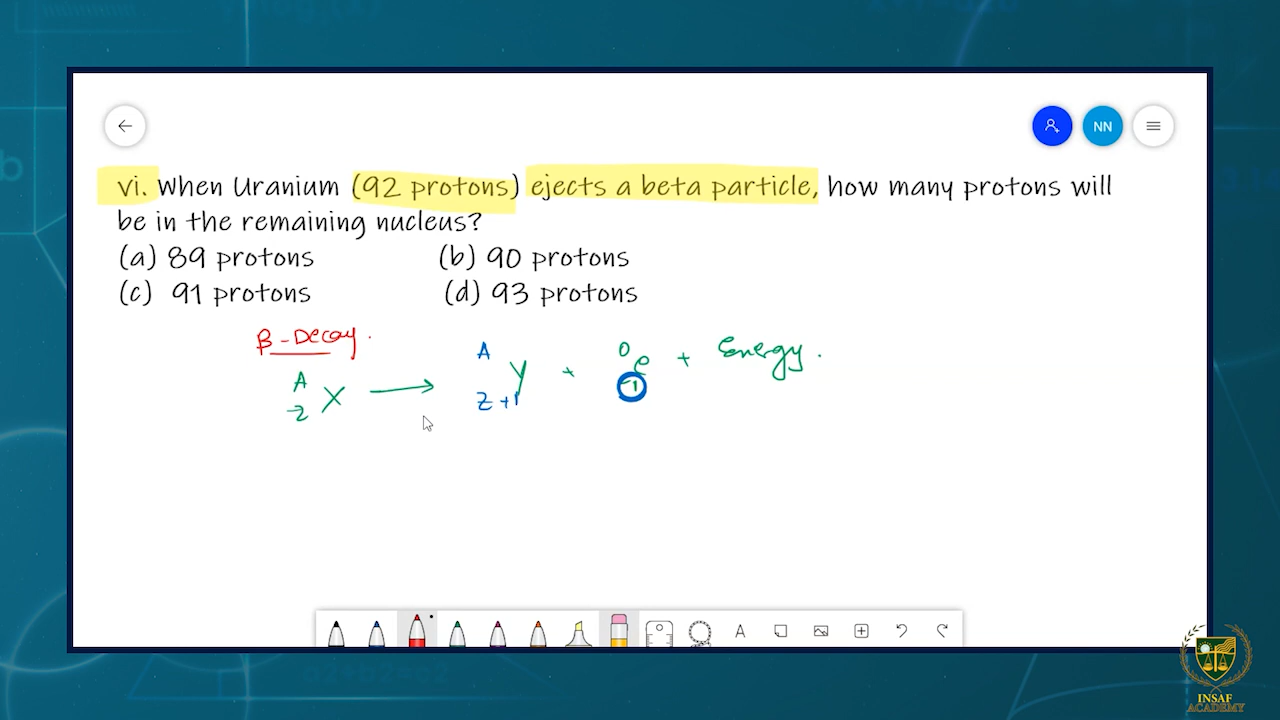 NN
vi. When Uranium (92 protons) ejects a beta particle, how many protons will
be in the remaining nucleus?
(a) 89 protons (b) 90 protons
(c) 91 protons (d) 93 protons
β-Decay.
A A 0
X → Y + e + Energy.
Z Z+1 -1
A
INSAF
ACADEMY